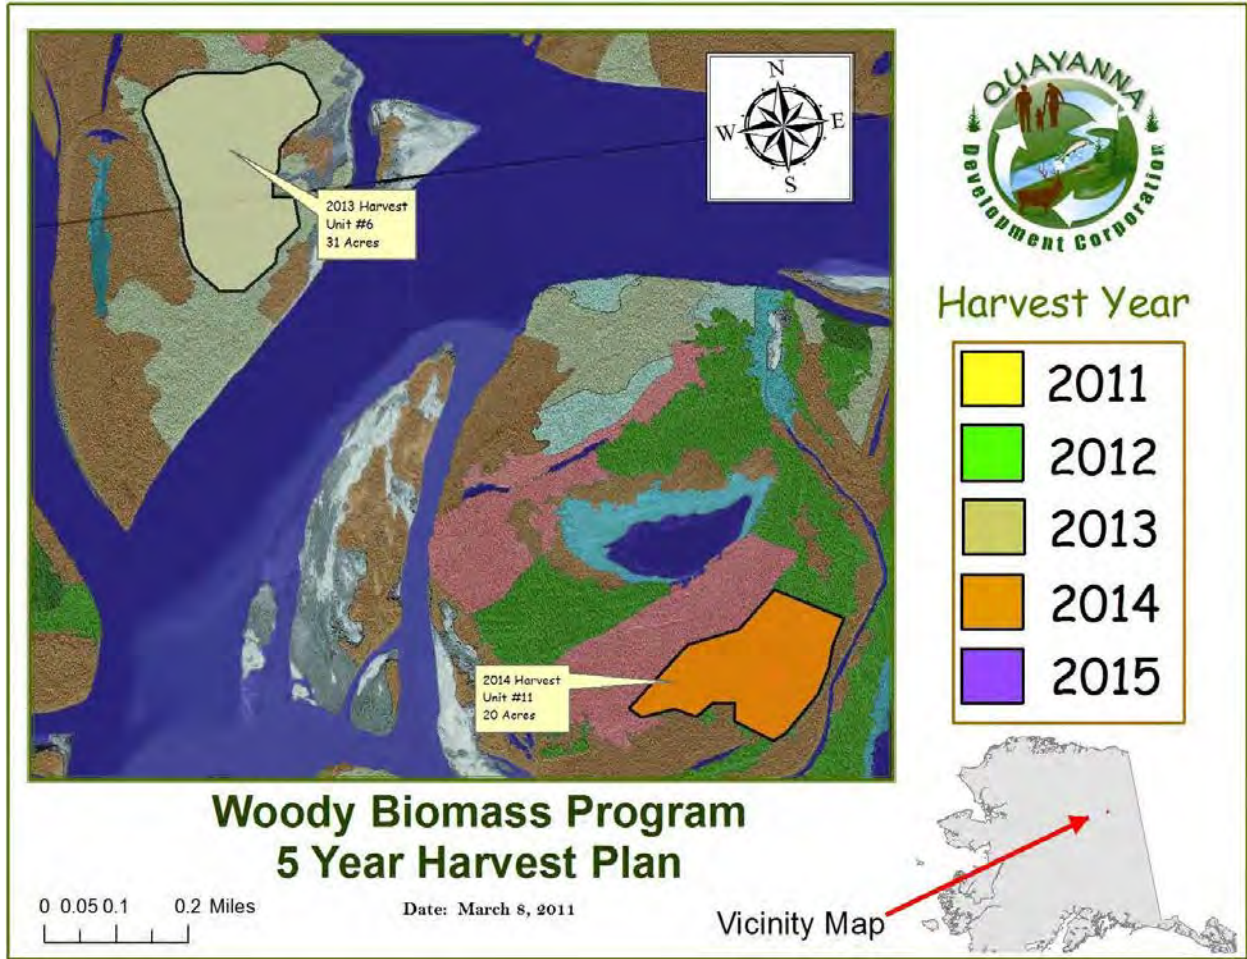 N
W
E
S
2013 Harvest
Unit #6
31 Acres
2014 Harvest
Unit #11
20 Acres
QUAYANNA
Development Corporation
Harvest Year
2011
2012
2013
2014
2015
Woody Biomass Program
5 Year Harvest Plan
Date: March 8, 2011
0 0.05 0.1 0.2 Miles
Vicinity Map